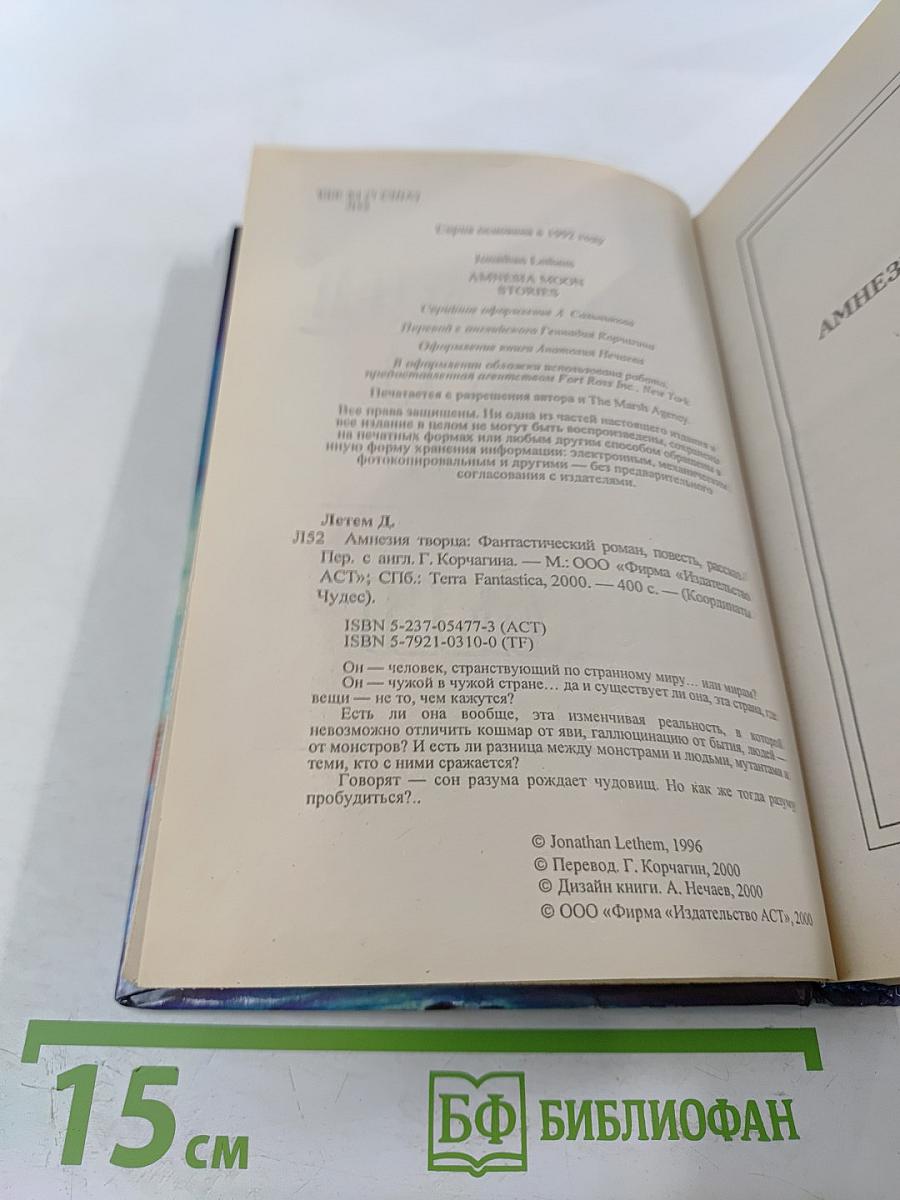 Л52
Серия основана в 1992 году
Jonathan Lethem
AMNESIA MOON
STORIES
Серийное оформление А. Сальникова
Перевод с английского Геннадия Корчагина
Оформление книги Анатолия Нечаева
В оформлении обложки использована работа,
предоставленная агентством Fort Ross Inc., New York
Печатается с разрешения автора и The Marsh Agency.
Все права защищены. Ни одна из частей настоящего издания и
все издание в целом не могут быть воспроизведены, сохранены
на печатных формах или любым другим способом обращены в
иную форму хранения информации: электронным, механическим
фотокопировальным и другими — без предварительного
согласования с издателями.
Летем Д.
Л52 Амнезия творца: Фантастический роман, повесть, рассказ /
Пер. с англ. Г. Корчагина. — М.: ООО «Фирма «Издательство
АСТ»; СПб.: Terra Fantastica, 2000. — 400 с. — (Координаты
Чудес).
ISBN 5-237-05477-3 (АСТ)
ISBN 5-7921-0310-0 (TF)
Он — человек, странствующий по странному миру... или мирам?
Он — чужой в чужой стране... да и существует ли она, эта страна, где
вещи — не то, чем кажутся?
Есть ли она вообще, эта изменчивая реальность, в которой
невозможно отличить кошмар от яви, галлюцинацию от бытия, людей —
от монстров? И есть ли разница между монстрами и людьми, мутантами и
теми, кто с ними сражается?
Говорят — сон разума рождает чудовищ. Но как же тогда разуму
пробудиться?..
© Jonathan Lethem, 1996
© Перевод. Г. Корчагин, 2000
© Дизайн книги. А. Нечаев, 2000
© ООО «Фирма «Издательство АСТ», 2000
АМНЕЗ
15 см
БФ БИБЛИОФАН